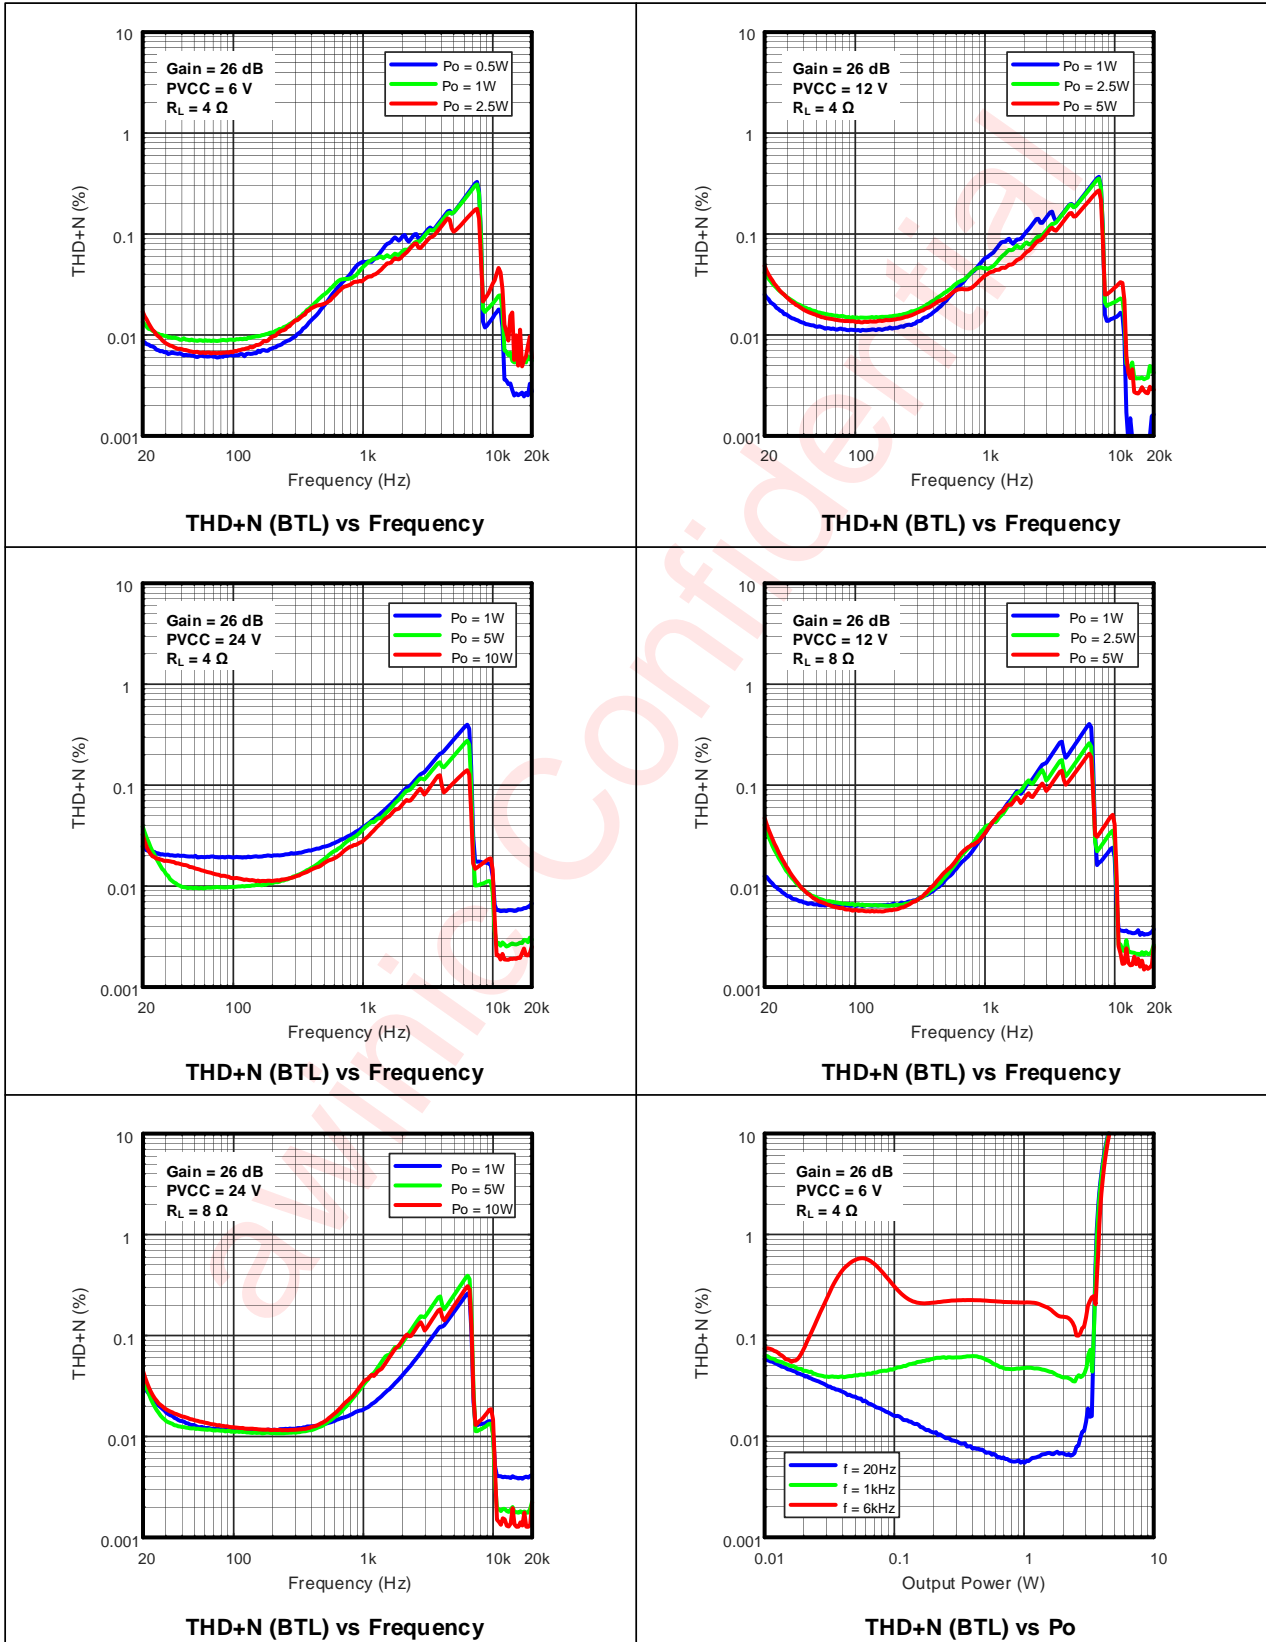 10
1
0.1
0.01
0.001
THD+N (%)
Gain = 26 dB
PVCC = 6 V
RL = 4 Ω
Po = 0.5W
Po = 1W
Po = 2.5W
20 100 1k 10k 20k
Frequency (Hz)
THD+N (BTL) vs Frequency
10
1
0.1
0.01
0.001
THD+N (%)
Gain = 26 dB
PVCC = 12 V
RL = 4 Ω
Po = 1W
Po = 2.5W
Po = 5W
20 100 1k 10k 20k
Frequency (Hz)
THD+N (BTL) vs Frequency
10
1
0.1
0.01
0.001
THD+N (%)
Gain = 26 dB
PVCC = 24 V
RL = 4 Ω
Po = 1W
Po = 5W
Po = 10W
20 100 1k 10k 20k
Frequency (Hz)
THD+N (BTL) vs Frequency
10
1
0.1
0.01
0.001
THD+N (%)
Gain = 26 dB
PVCC = 12 V
RL = 8 Ω
Po = 1W
Po = 2.5W
Po = 5W
20 100 1k 10k 20k
Frequency (Hz)
THD+N (BTL) vs Frequency
10
1
0.1
0.01
0.001
THD+N (%)
Gain = 26 dB
PVCC = 24 V
RL = 8 Ω
Po = 1W
Po = 5W
Po = 10W
20 100 1k 10k 20k
Frequency (Hz)
THD+N (BTL) vs Frequency
10
1
0.1
0.01
0.001
THD+N (%)
Gain = 26 dB
PVCC = 6 V
RL = 4 Ω
f = 20Hz
f = 1kHz
f = 6kHz
0.01 0.1 1 10
Output Power (W)
THD+N (BTL) vs Po
awinic Confidential